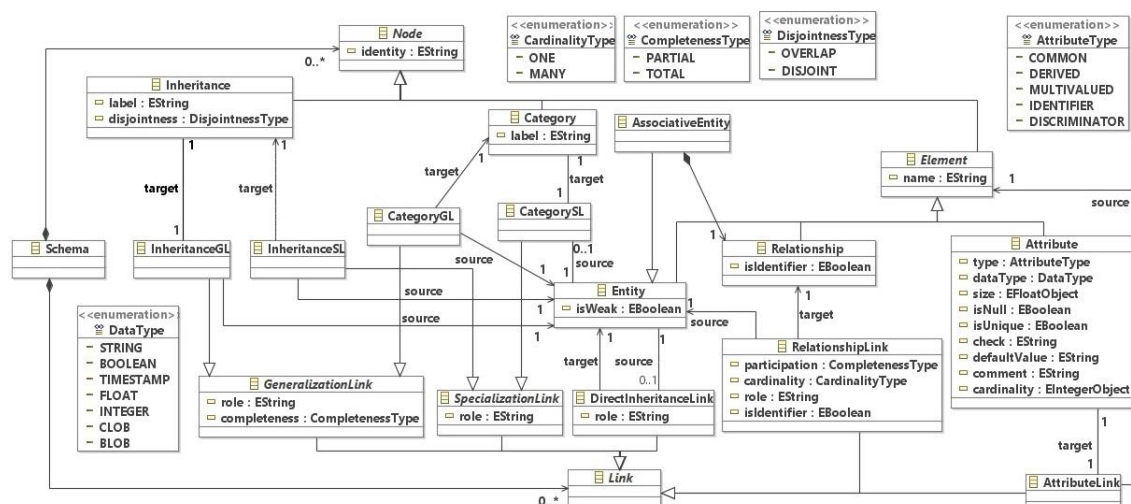 Node
identity : EString
0..*
<<enumeration>>
CardinalityType
ONE
MANY
<<enumeration>>
CompletenessType
PARTIAL
TOTAL
<<enumeration>>
DisjointnessType
OVERLAP
DISJOINT
<<enumeration>>
AttributeType
COMMON
DERIVED
MULTIVALUED
IDENTIFIER
DISCRIMINATOR
Inheritance
label : EString
disjointness : DisjointnessType
Category
label : EString
AssociativeEntity
Element
name : EString
1
1
1
1
1
target
target
target
target
source
CategoryGL
CategorySL
1
1
Schema
InheritanceGL
InheritanceSL
0..1
source
source
1
1
1
Relationship
isIdentifier : EBoolean
Attribute
type : AttributeType
dataType : DataType
size : EFloatObject
isNull : EBoolean
isUnique : EBoolean
check : EString
defaultValue : EString
comment : EString
cardinality : EIntegerObject
Entity
isWeak : EBoolean
source
1
1
source
1
1
1
source
1
target
<<enumeration>>
DataType
STRING
BOOLEAN
TIMESTAMP
FLOAT
INTEGER
CLOB
BLOB
target
source
0..1
RelationshipLink
participation : CompletenessType
cardinality : CardinalityType
role : EString
isIdentifier : EBoolean
GeneralizationLink
role : EString
completeness : CompletenessType
SpecializationLink
role : EString
DirectInheritanceLink
role : EString
1
target
1
Link
0..*
AttributeLink